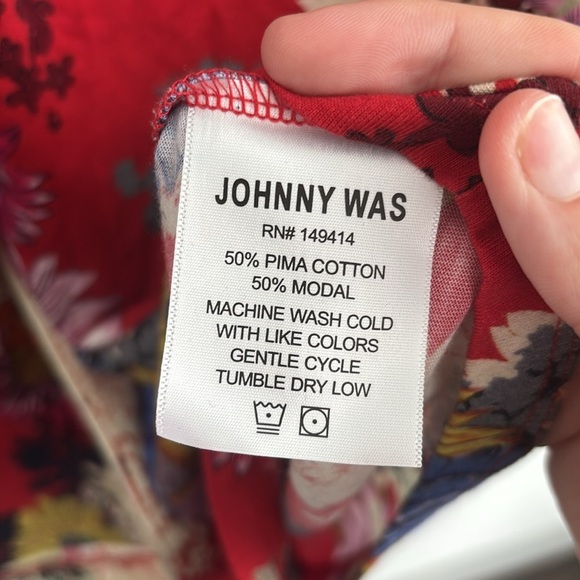 JOHNNY WAS
RN# 149414
50% PIMA COTTON
50% MODAL
MACHINE WASH COLD
WITH LIKE COLORS
GENTLE CYCLE
TUMBLE DRY LOW